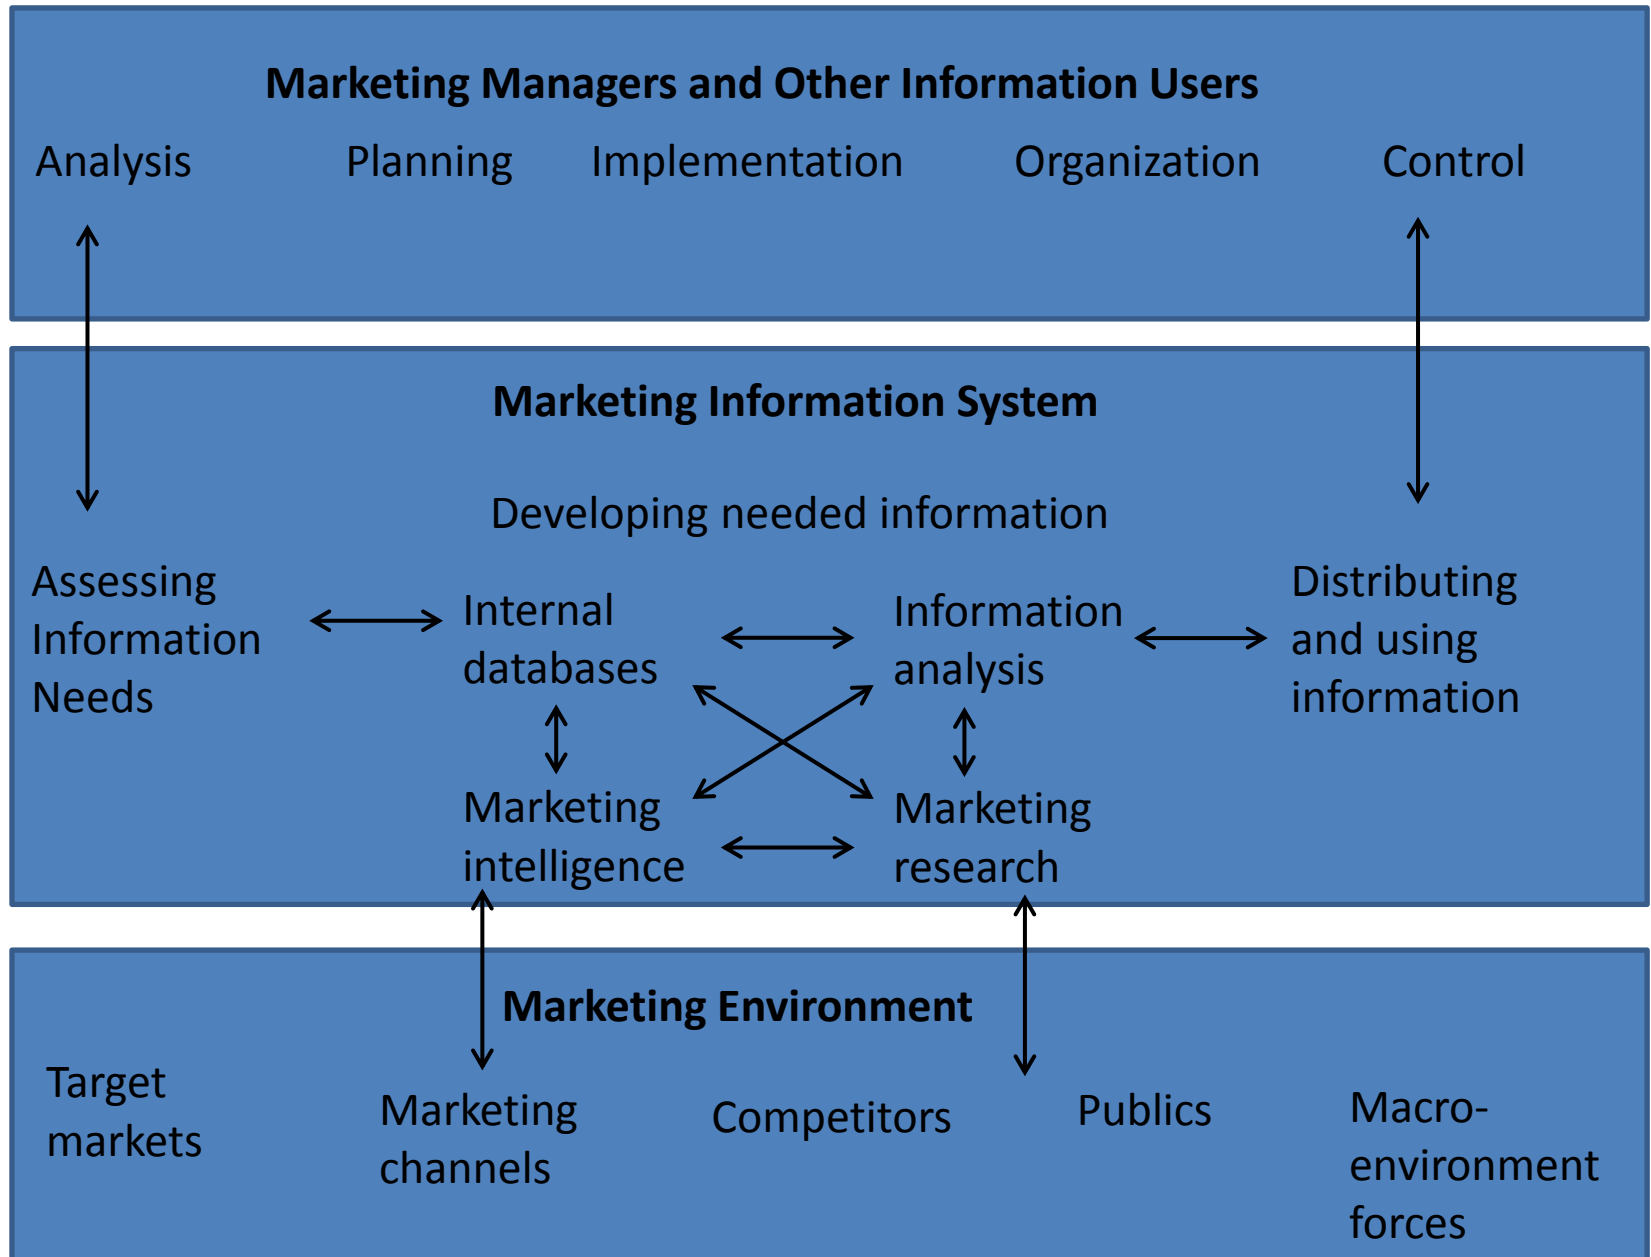 Marketing Managers and Other Information Users
Analysis Planning Implementation Organization Control
Marketing Information System
Developing needed information
Assessing
Information
Needs
Internal
databases
Information
analysis
Distributing
and using
information
Marketing
intelligence
Marketing
research
Marketing Environment
Target
markets
Marketing
channels
Competitors
Publics
Macro-
environment
forces